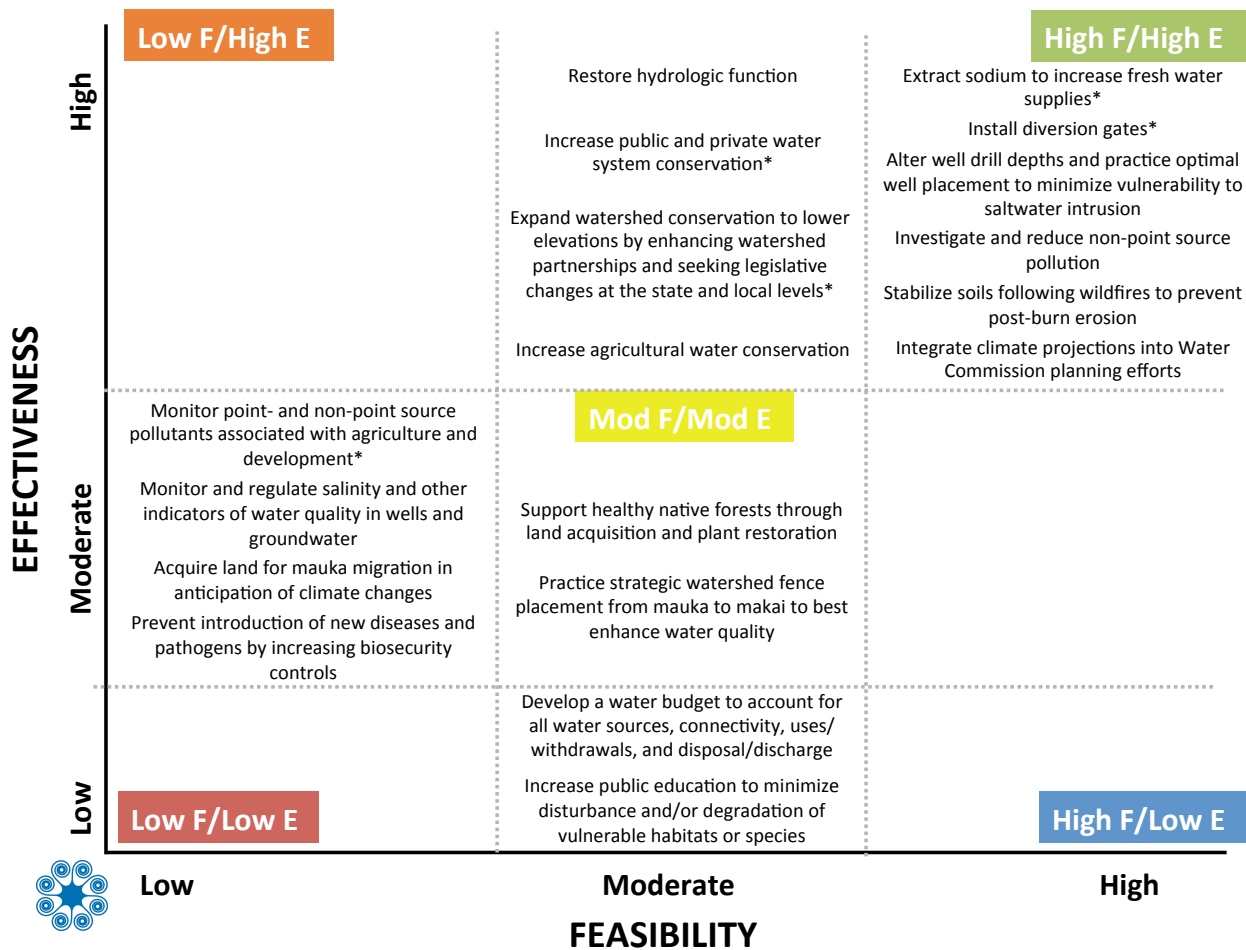 Low F/High E
High F/High E
High
Restore hydrologic function
Increase public and private water
system conservation*
Expand watershed conservation to lower
elevations by enhancing watershed
partnerships and seeking legislative
changes at the state and local levels*
Increase agricultural water conservation
Extract sodium to increase fresh water
supplies*
Install diversion gates*
Alter well drill depths and practice optimal
well placement to minimize vulnerability to
saltwater intrusion
Investigate and reduce non-point source
pollution
Stabilize soils following wildfires to prevent
post-burn erosion
Integrate climate projections into Water
Commission planning efforts
EFFECTIVENESS
Moderate
Monitor point- and non-point source
pollutants associated with agriculture and
development*
Monitor and regulate salinity and other
indicators of water quality in wells and
groundwater
Acquire land for mauka migration in
anticipation of climate changes
Prevent introduction of new diseases and
pathogens by increasing biosecurity
controls
Mod F/Mod E
Support healthy native forests through
land acquisition and plant restoration
Practice strategic watershed fence
placement from mauka to makai to best
enhance water quality
Low
Low F/Low E
Develop a water budget to account for
all water sources, connectivity, uses/
withdrawals, and disposal/discharge
Increase public education to minimize
disturbance and/or degradation of
vulnerable habitats or species
High F/Low E
Low
Moderate
High
FEASIBILITY